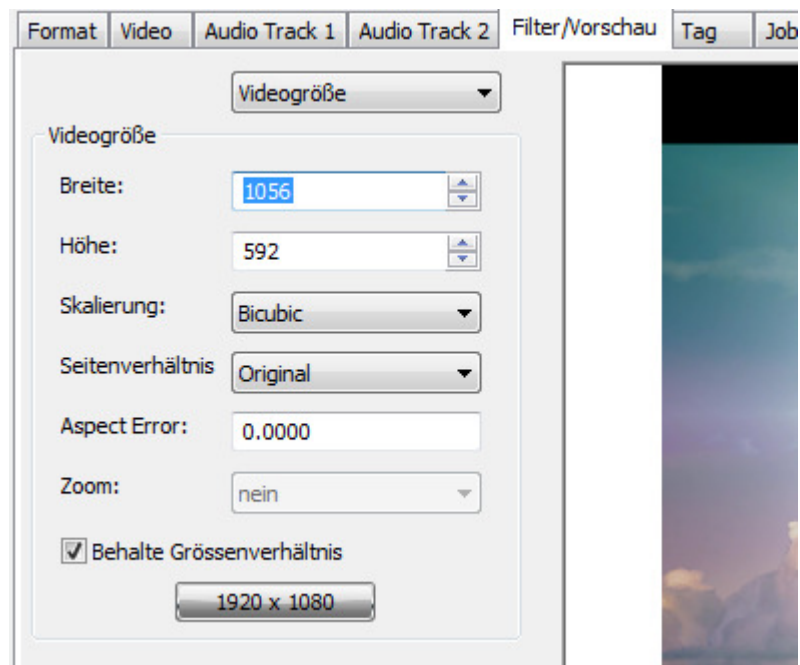 Format Video Audio Track 1 Audio Track 2 Filter/Vorschau Tag Job
Videogröße
Videogröße
Breite: 1056
Höhe: 592
Skalierung: Bicubic
Seitenverhältnis Original
Aspect Error: 0.0000
Zoom: nein
Behalte Grössenverhältnis
1920 x 1080